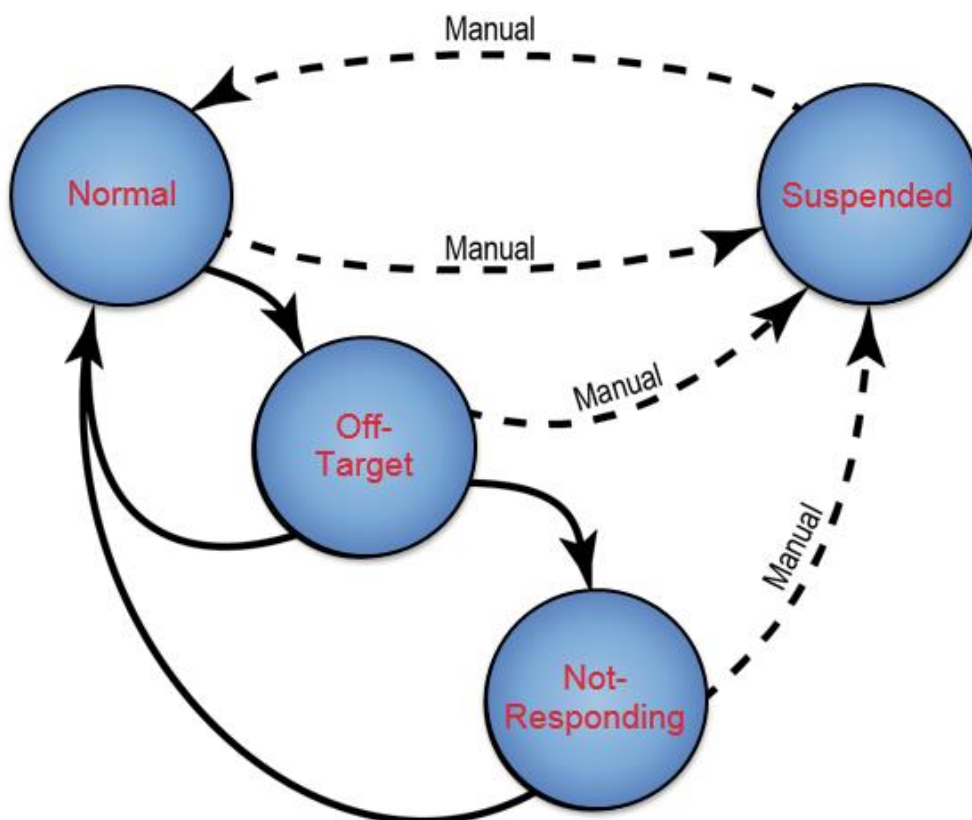 Manual
Normal
Suspended
Manual
Manual
Off-
Target
Manual
Not-
Responding